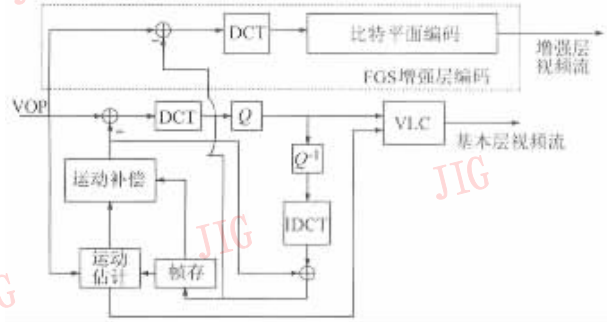 DCT
比特平面编码
增强层
视频流
FGS增强层编码
VOP
DCT
Q
VLC
基本层视频流
Q⁻¹
运动补偿
IDCT
运动
估计
帧存
JIG
JIG
JIG